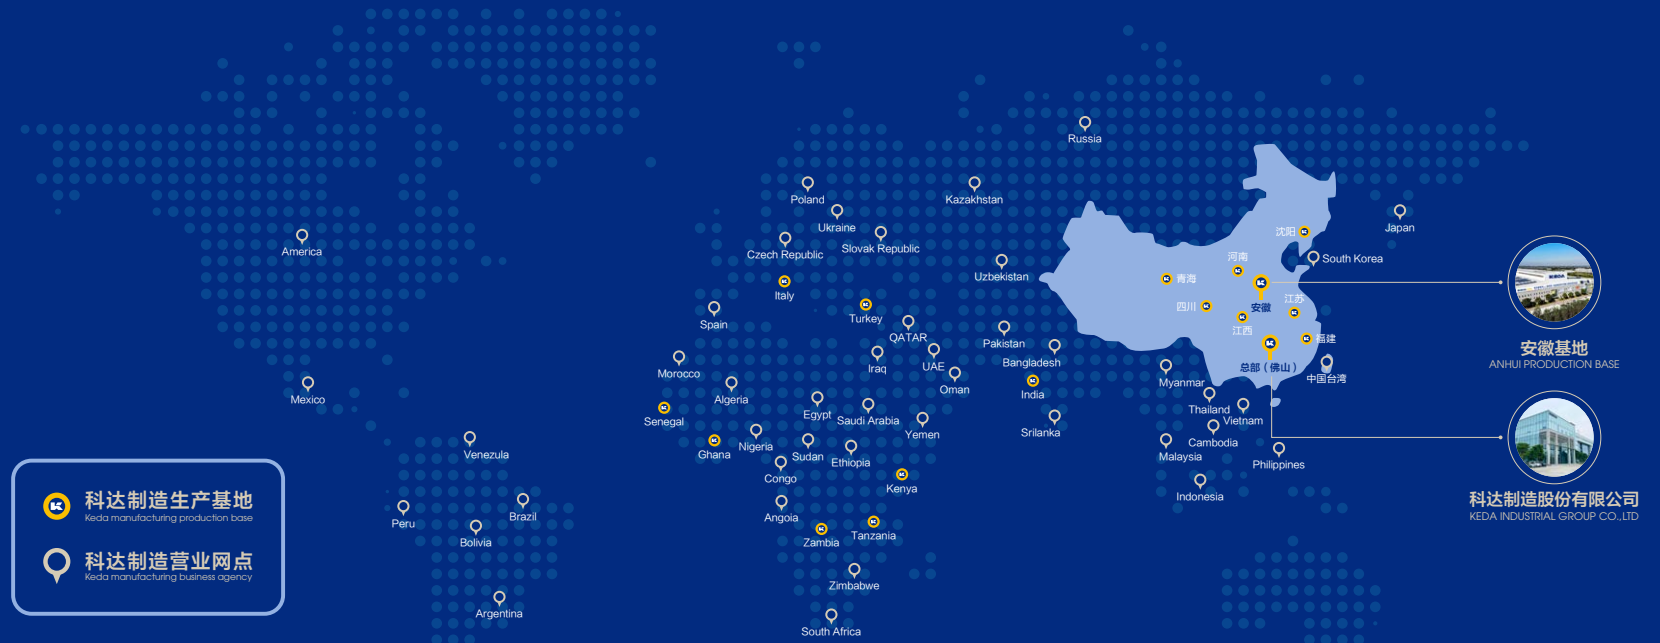 Russia
Poland
Kazakhstan
Ukraine
Japan
Czech Republic
Slovak Republic
沈阳
America
South Korea
河南
Uzbekistan
青海
Italy
江苏
四川
安徽
Spain
Turkey
江西
QATAR
福建
Pakistan
安徽基地
ANHUI PRODUCTION BASE
Bangladesh
Iraq
UAE
总部（佛山）
Morocco
中国台湾
Myanmar
Oman
India
Mexico
Algeria
Thailand
Vietnam
Senegal
Egypt
Saudi Arabia
Yemen
Srilanka
Cambodia
Venezula
Ghana
Nigeria
Sudan
Ethiopia
Malaysia
Philippines
Congo
Kenya
Indonesia
科达制造生产基地
Keda manufacturing production base
科达制造股份有限公司
KEDA INDUSTRIAL GROUP CO.,LTD
Peru
Brazil
Angoia
Bolivia
Zambia
Tanzania
科达制造营业网点
Keda manufacturing business agency
Zimbabwe
Argentina
South Africa